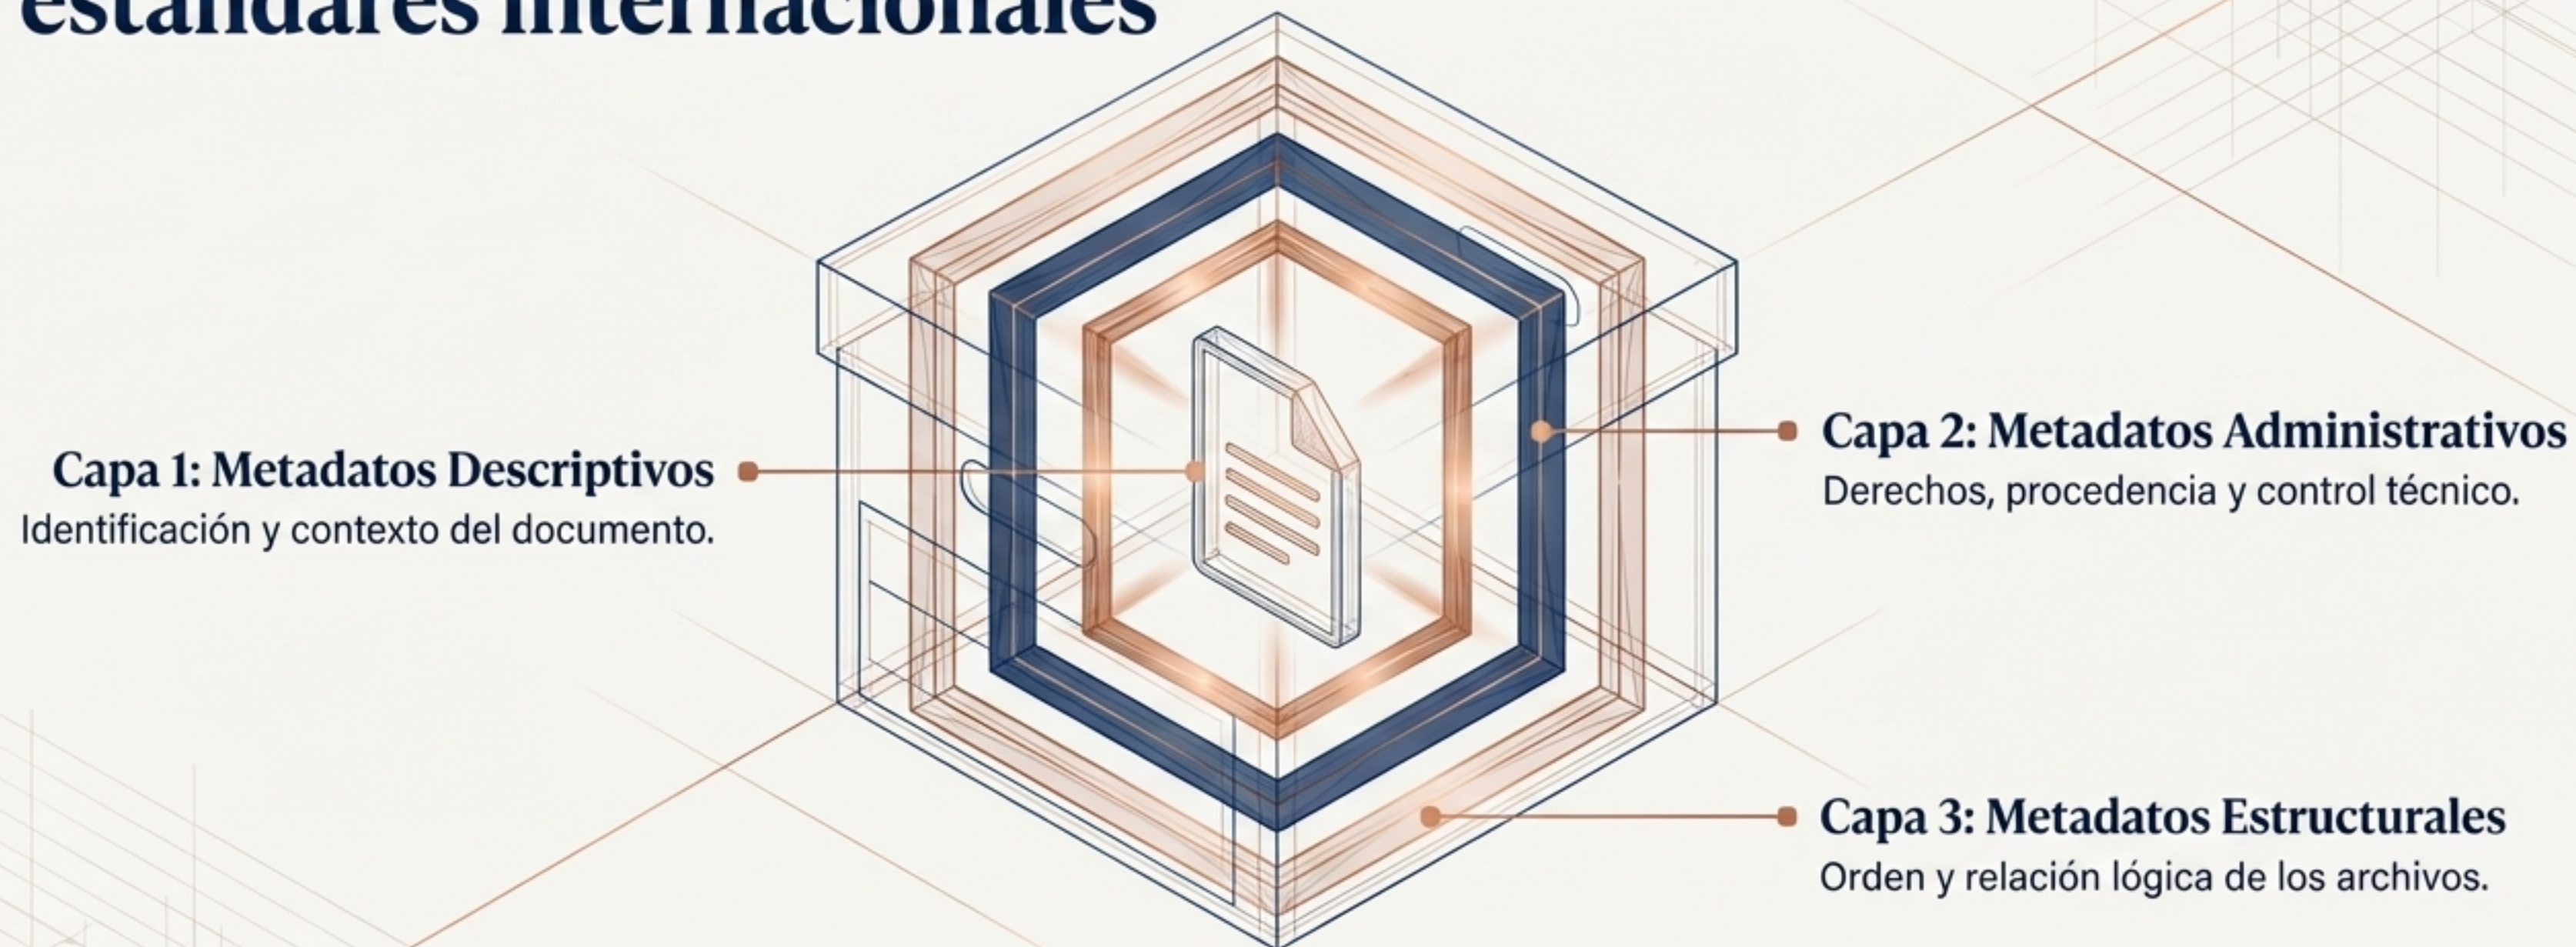 estándares internacionales
Capa 1: Metadatos Descriptivos
Identificación y contexto del documento.
Capa 2: Metadatos Administrativos
Derechos, procedencia y control técnico.
Capa 3: Metadatos Estructurales
Orden y relación lógica de los archivos.